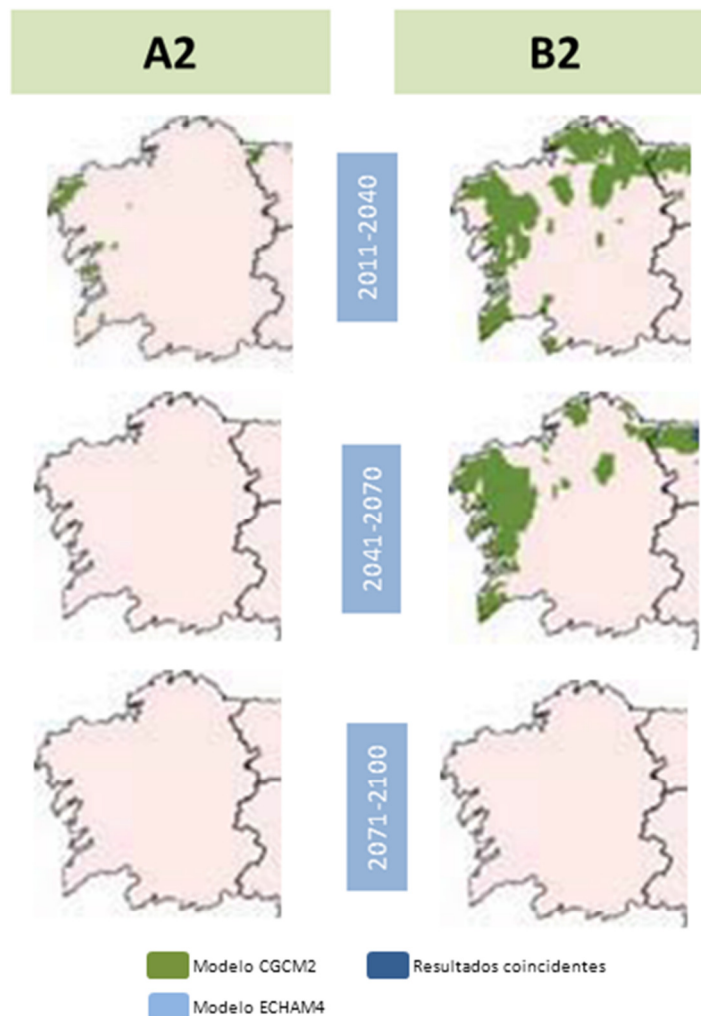 A2
B2
2011-2040
2041-2070
2071-2100
Modelo CGCM2
Resultados coincidentes
Modelo ECHAM4